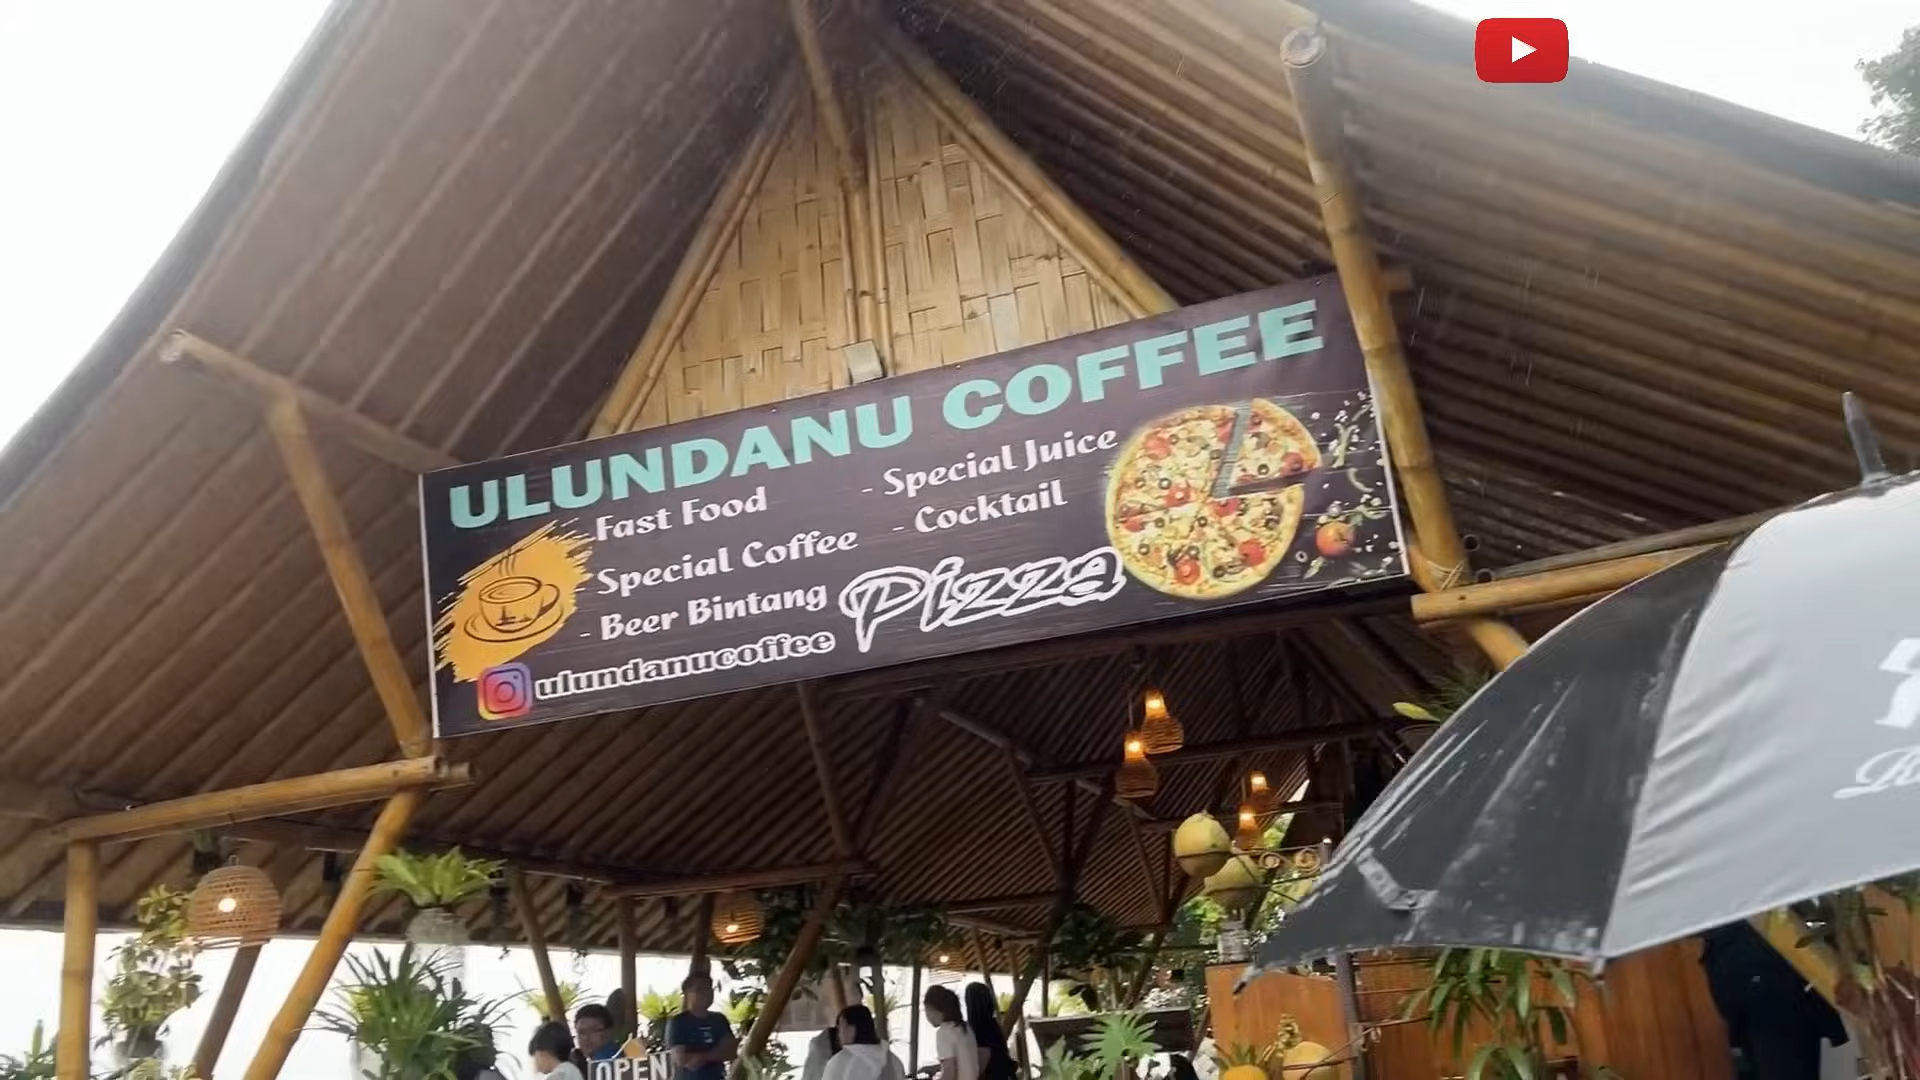 ULUNDANU COFFEE
Fast Food
Special Coffee
- Beer Bintang
- Special Juice
- Cocktail
Pizza
ulundanucoffee
OPEN